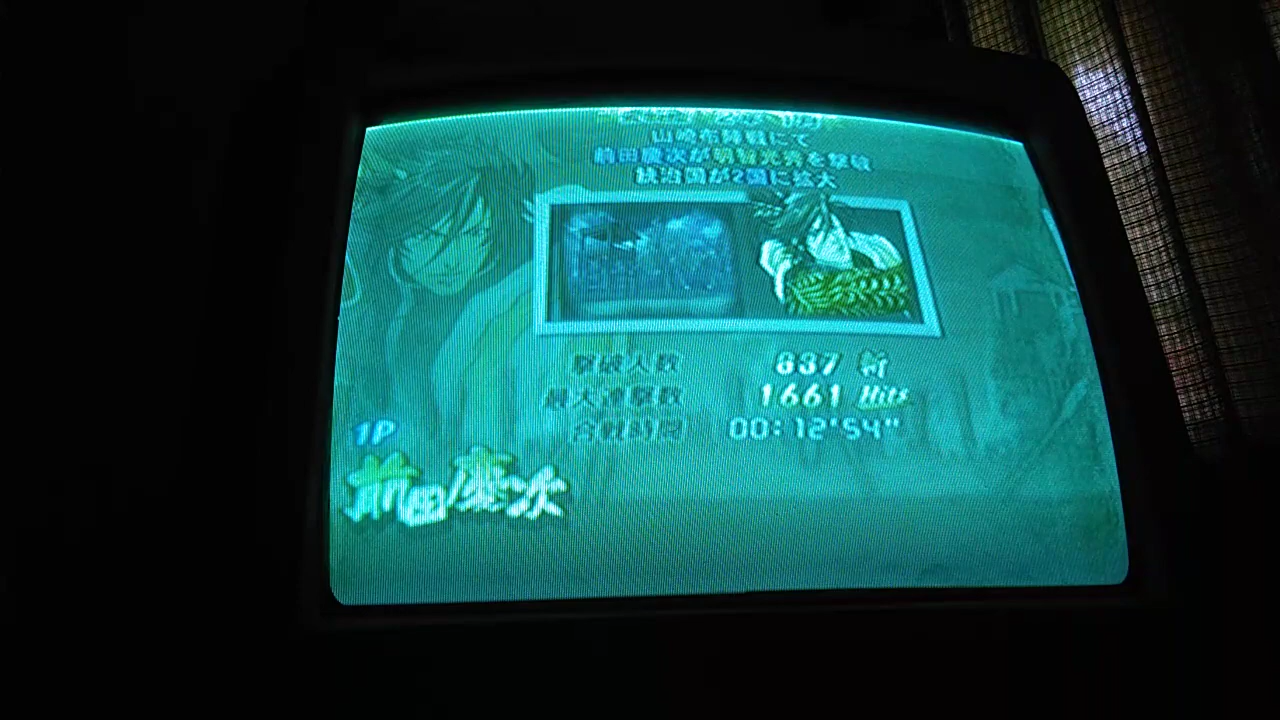 山崎布陣戦にて
前田慶次が明智光秀を撃破
統治国が2国に拡大
撃破人数 837 斬
最大連撃数 1661 Hits
合戦時間 00:12'54"
1P
前田慶次